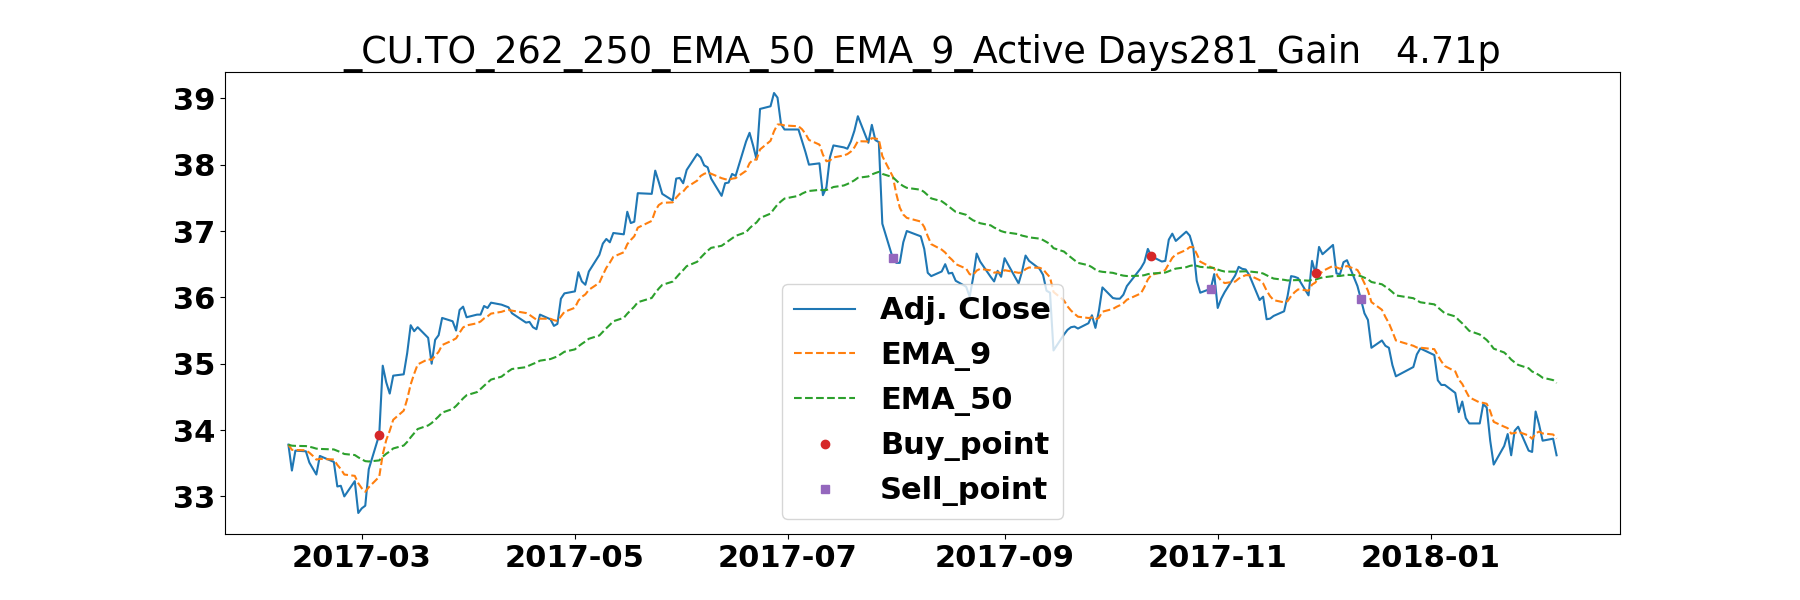 _CU.TO_262_250_EMA_50_EMA_9_Active Days281_Gain   4.71p
39
38
37
36
35
34
33
Adj. Close
EMA_9
EMA_50
Buy_point
Sell_point
2017-03 2017-05 2017-07 2017-09 2017-11 2018-01